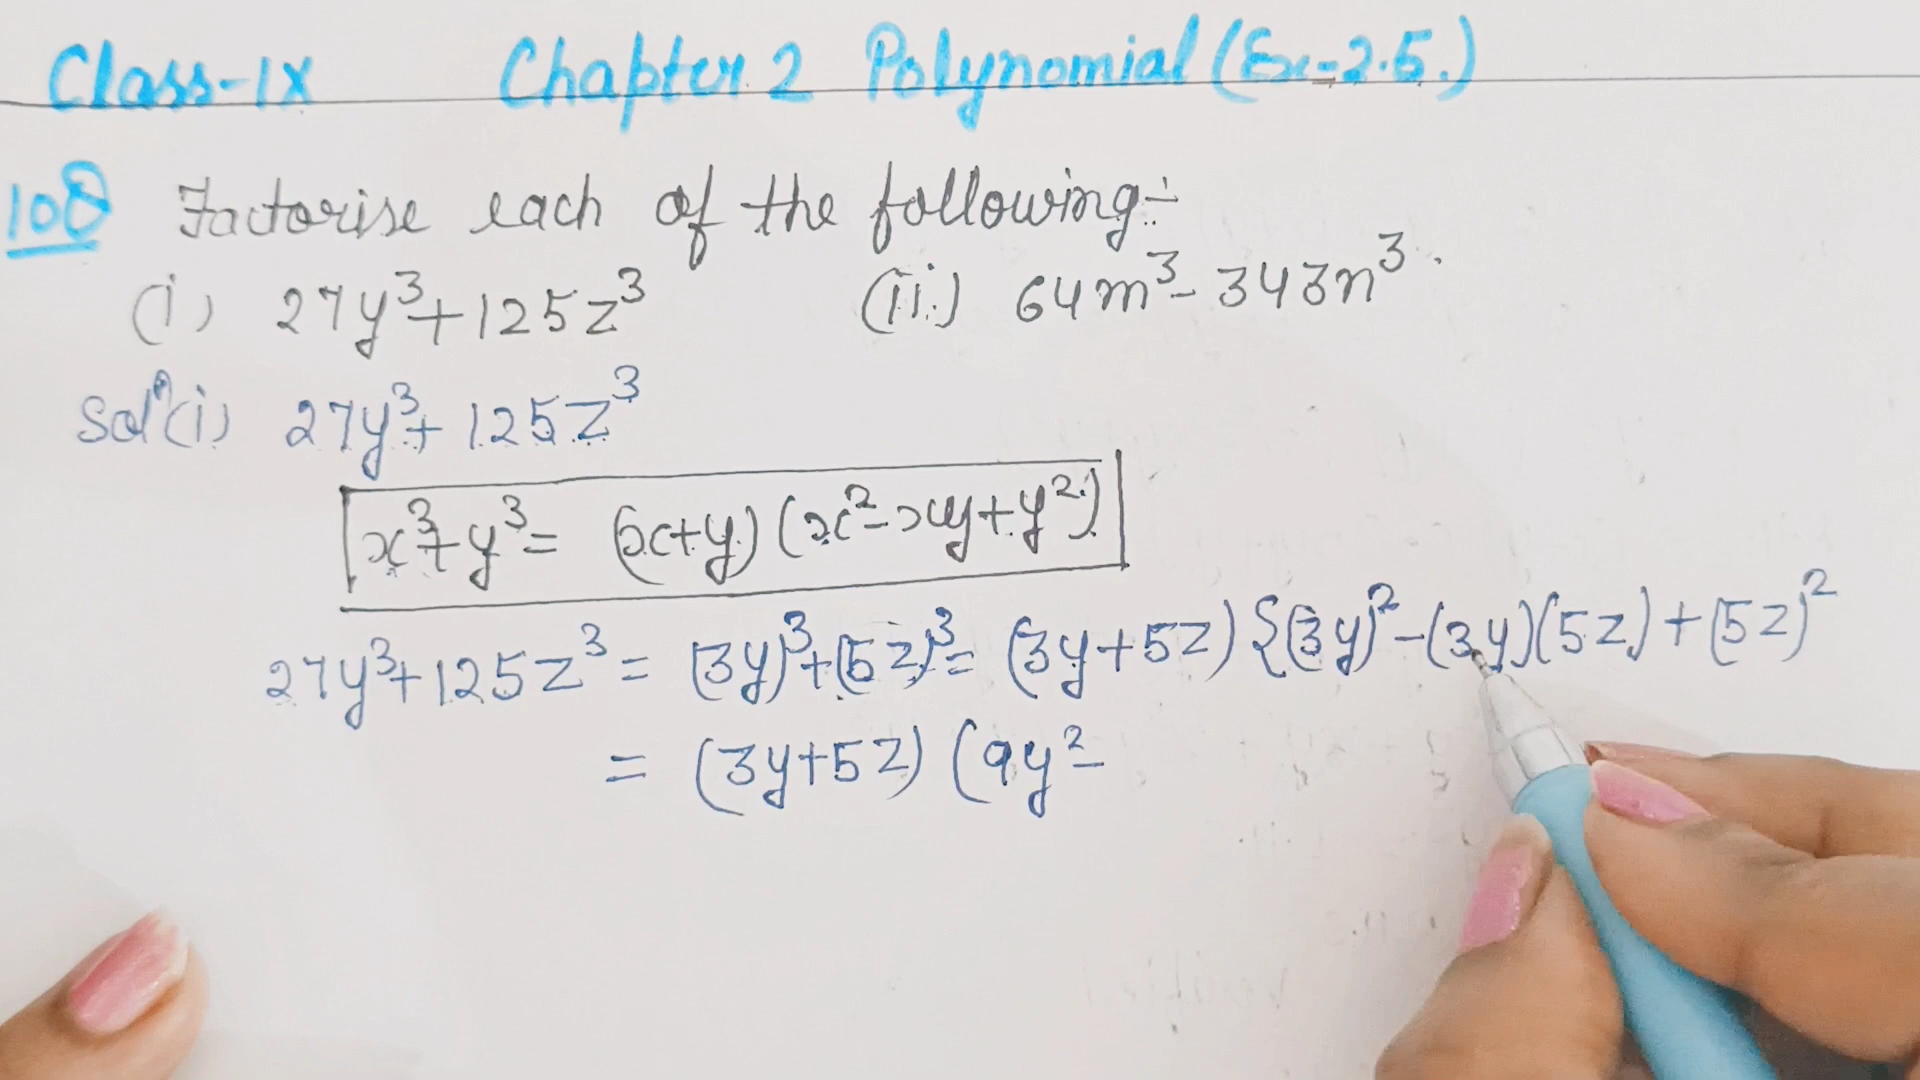 Class-IX Chapter 2 Polynomial (Ex-2.5.)
10Q Factorise each of the following:-
(i) 27y³+125z³ (ii) 64m³-343n³.
Solⁿ(i) 27y³+125z³
x³+y³= (x+y)(x²-xy+y²)
27y³+125z³ = (3y)³+(5z)³= (3y+5z){(3y)²-(3y)(5z)+(5z)²
= (3y+5z) (9y²-